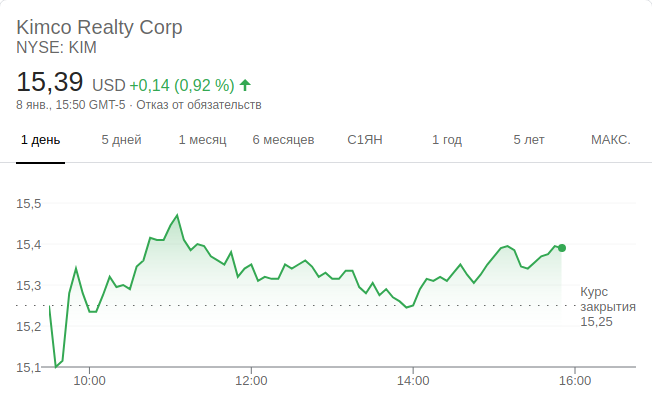 Kimco Realty Corp
NYSE: KIM
15,39 USD +0,14 (0,92 %)
8 янв., 15:50 GMT-5 · Отказ от обязательств
1 день 5 дней 1 месяц 6 месяцев С1ЯН 1 год 5 лет МАКС.
15,5
15,4
15,3
Курс
закрытия
15,25
15,2
15,1
10:00 12:00 14:00 16:00